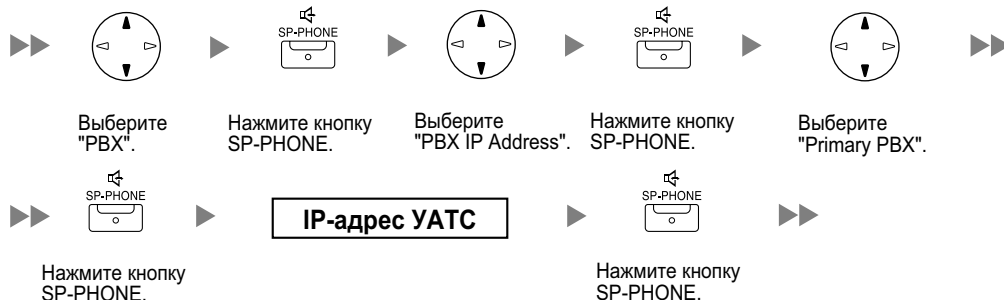 SP-PHONE
SP-PHONE
Выберите
"PBX".
Нажмите кнопку
SP-PHONE.
Выберите
"PBX IP Address".
Нажмите кнопку
SP-PHONE.
Выберите
"Primary PBX".
SP-PHONE
IP-адрес УАТС
SP-PHONE
Нажмите кнопку
SP-PHONE.
Нажмите кнопку
SP-PHONE.